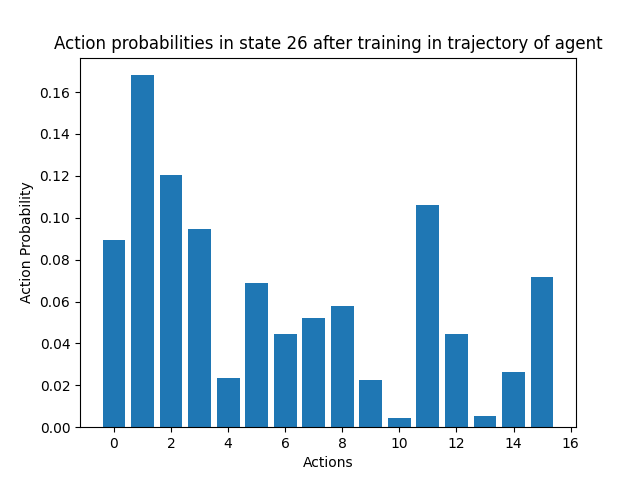 Action probabilities in state 26 after training in trajectory of agent
0.16
0.14
0.12
0.10
0.08
0.06
0.04
0.02
0.00
Action Probability
0 2 4 6 8 10 12 14 16
Actions